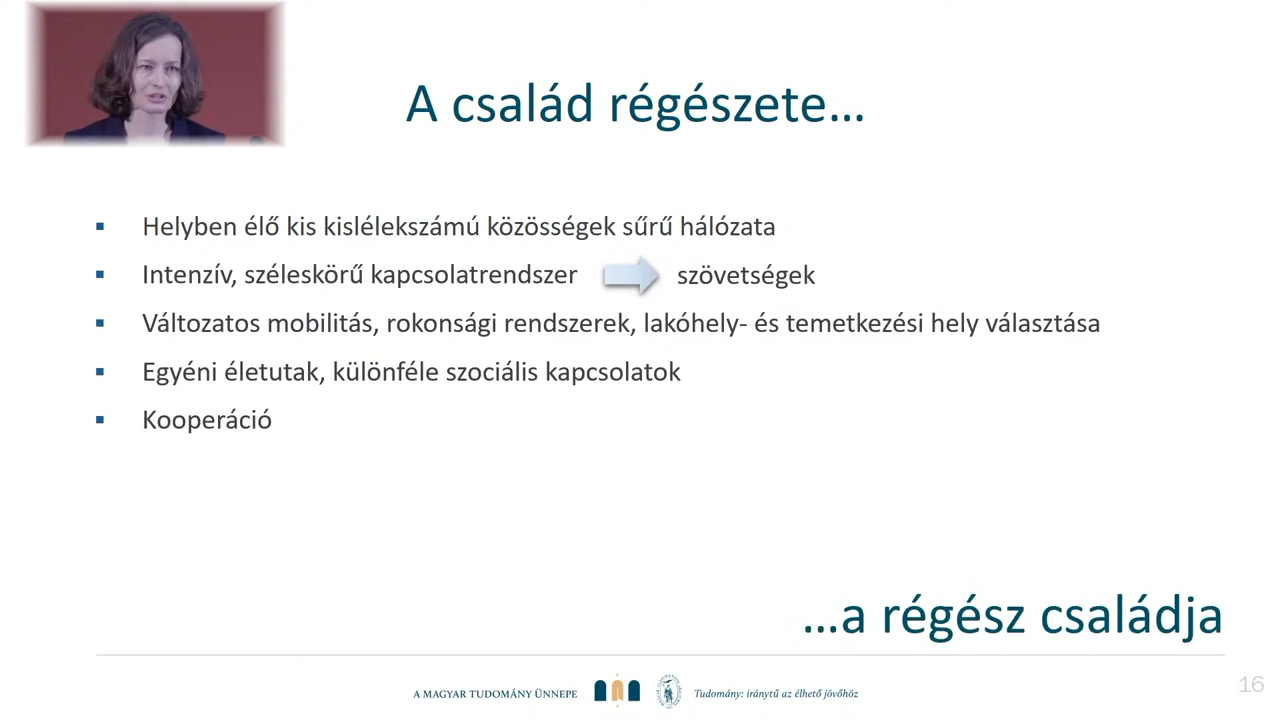 A család régészete...
Helyben élő kis kislélekszámú közösségek sűrű hálózata
Intenzív, széleskörű kapcsolatrendszer szövetségek
Változatos mobilitás, rokonsági rendszerek, lakóhely- és temetkezési hely választása
Egyéni életutak, különféle szociális kapcsolatok
Kooperáció
...a régész családja
A MAGYAR TUDOMÁNY ÜNNEPE
Tudomány: iránytű az élhető jövőhöz
16